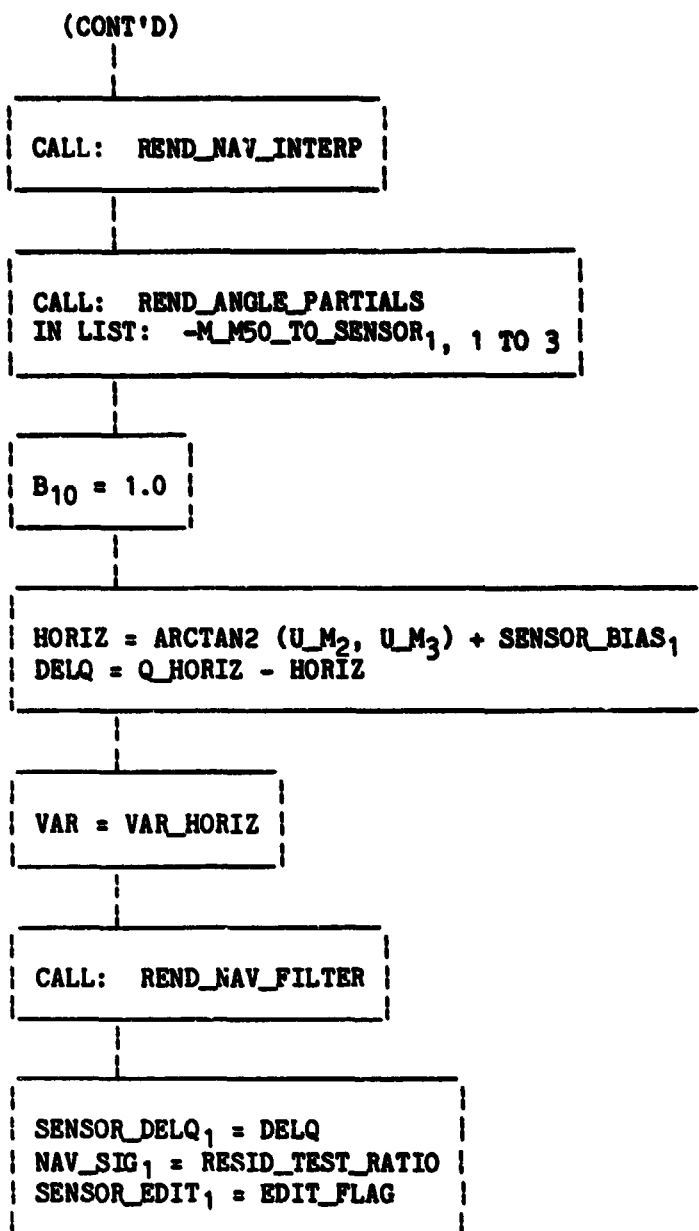 (CONT'D)
CALL: REND_NAV_INTERP
CALL: REND_ANGLE_PARTIALS
IN LIST: -M_M50_TO_SENSOR₁, 1 TO 3
B₁₀ = 1.0
HORIZ = ARCTAN2 (U_M₂, U_M₃) + SENSOR_BIAS₁
DELQ = Q_HORIZ - HORIZ
VAR = VAR_HORIZ
CALL: REND_NAV_FILTER
SENSOR_DELQ₁ = DELQ
NAV_SIG₁ = RESID_TEST_RATIO
SENSOR_EDIT₁ = EDIT_FLAG